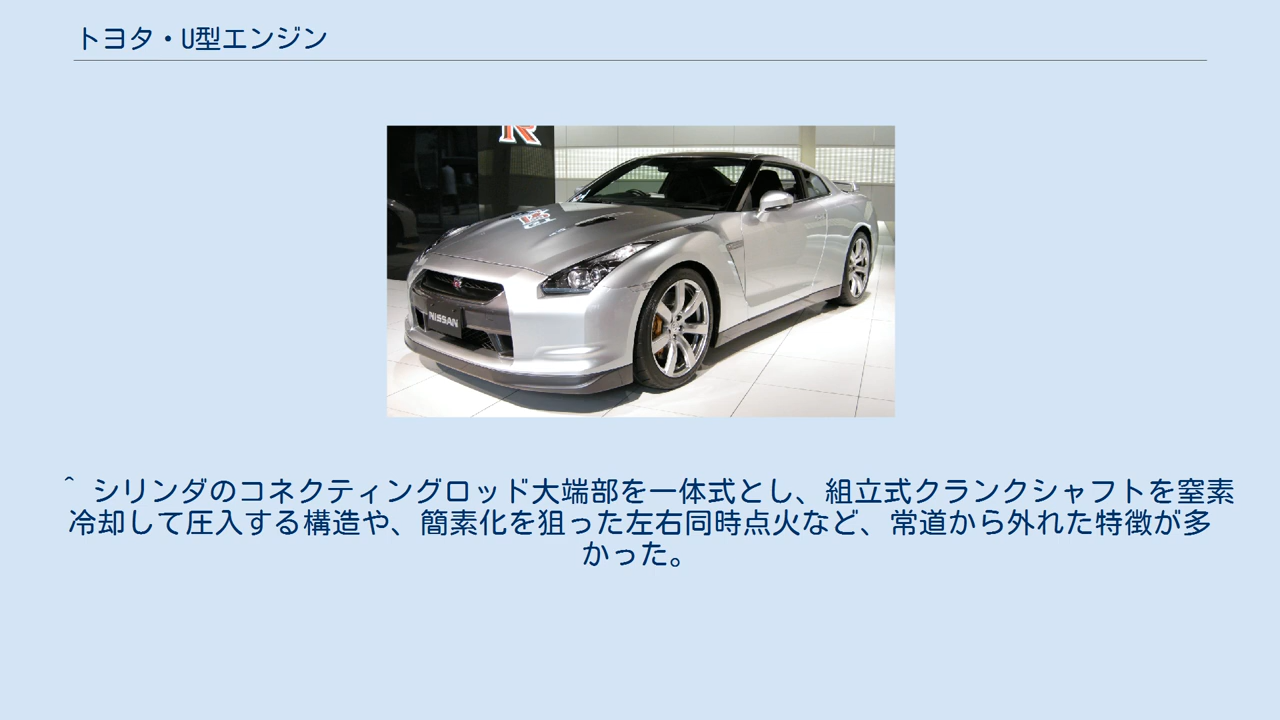 トヨタ・U型エンジン
R
NISSAN
^ シリンダのコネクティングロッド大端部を一体式とし、組立式クランクシャフトを窒素
冷却して圧入する構造や、簡素化を狙った左右同時点火など、常道から外れた特徴が多
かった。